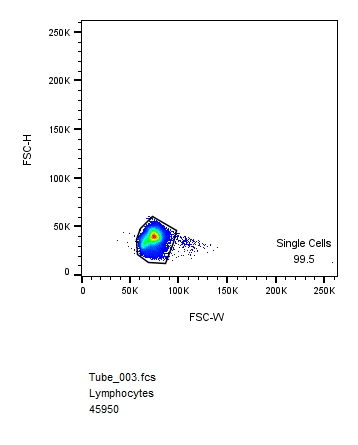 250K
200K
150K
100K
50K
0
FSC-H
Single Cells
99.5
0 50K 100K 150K 200K 250K
FSC-W
Tube_003.fcs
Lymphocytes
45950